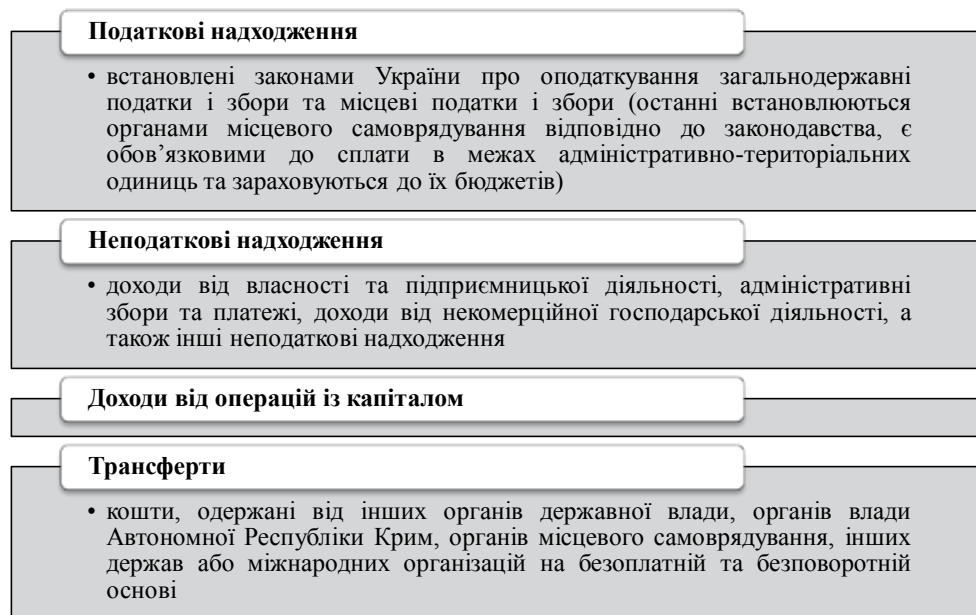 Податкові надходження
• встановлені законами України про оподаткування загальнодержавні
податки і збори та місцеві податки і збори (останні встановлюються
органами місцевого самоврядування відповідно до законодавства, є
обов’язковими до сплати в межах адміністративно-територіальних
одиниць та зараховуються до їх бюджетів)
Неподаткові надходження
• доходи від власності та підприємницької діяльності, адміністративні
збори та платежі, доходи від некомерційної господарської діяльності, а
також інші неподаткові надходження
Доходи від операцій із капіталом
Трансферти
• кошти, одержані від інших органів державної влади, органів влади
Автономної Республіки Крим, органів місцевого самоврядування, інших
держав або міжнародних організацій на безоплатній та безповоротній
основі